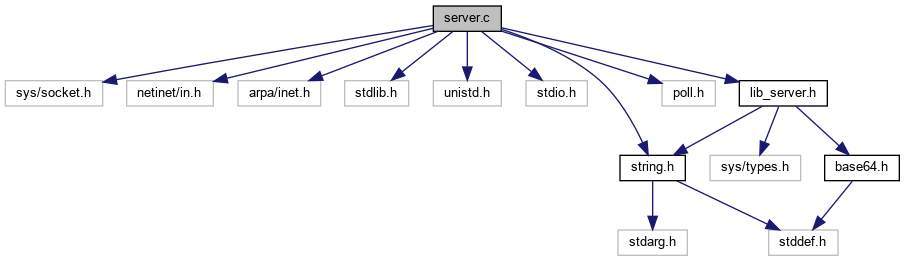 server.c
sys/socket.h
netinet/in.h
arpa/inet.h
stdlib.h
unistd.h
stdio.h
poll.h
lib_server.h
string.h
sys/types.h
base64.h
stdarg.h
stddef.h